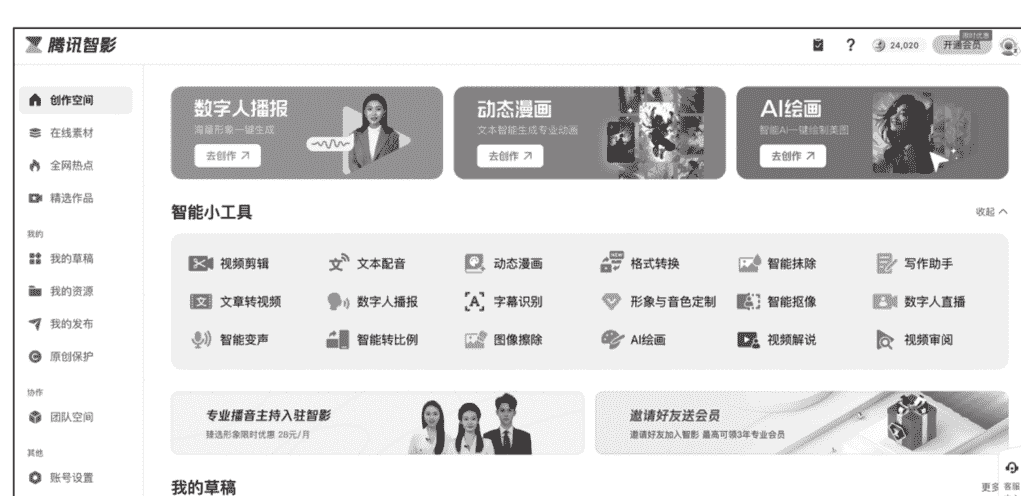 腾讯智影
24,020
限时优惠
开通会员
创作空间
在线素材
全网热点
精选作品
我的
我的草稿
我的资源
我的发布
原创保护
协作
团队空间
其他
账号设置
数字人播报
海量形象一键生成
去创作
动态漫画
文本智能生成专业动画
去创作
AI绘画
智能AI一键绘制美图
去创作
智能小工具
收起
视频剪辑
文本配音
动态漫画
格式转换
智能抹除
写作助手
文章转视频
数字人播报
字幕识别
形象与音色定制
智能抠像
数字人直播
智能变声
智能转比例
图像擦除
AI绘画
视频解说
视频审阅
专业播音主持入驻智影
臻选形象限时优惠 28元/月
邀请好友送会员
邀请好友加入智影 最高可领3年专业会员
我的草稿
更多
客服